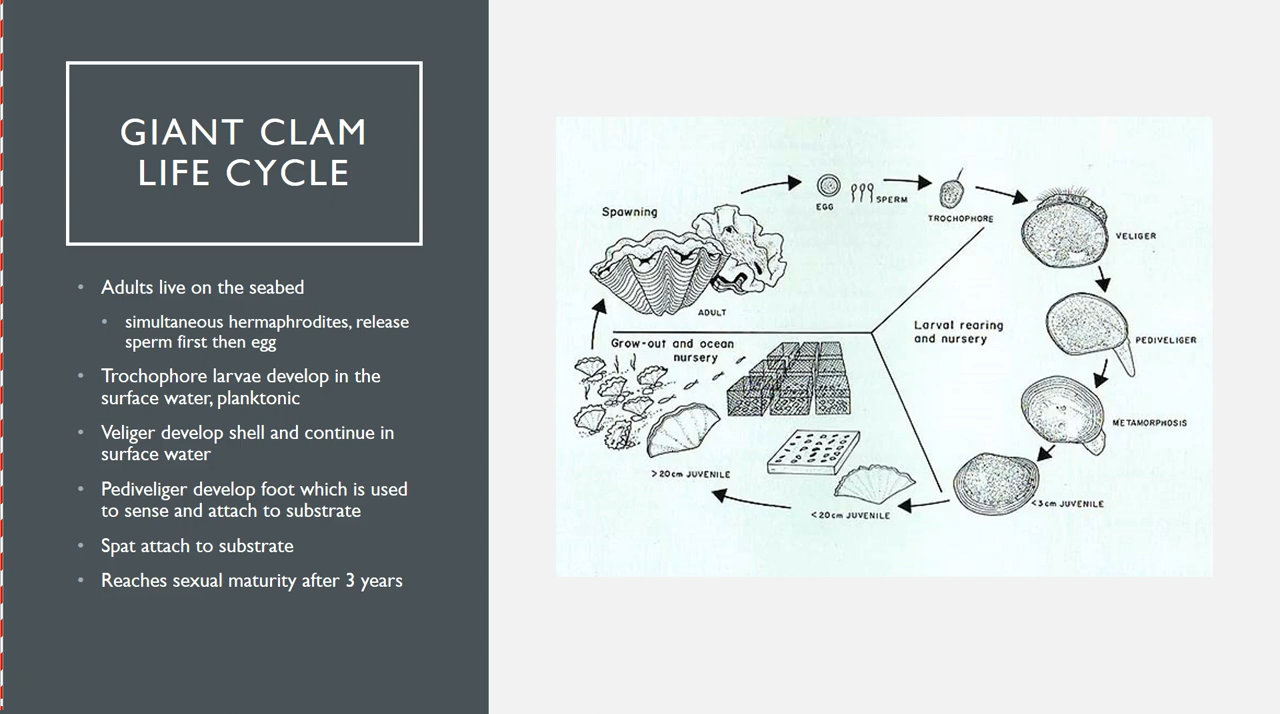 GIANT CLAM
LIFE CYCLE
• Adults live on the seabed
• simultaneous hermaphrodites, release
sperm first then egg
• Trochophore larvae develop in the
surface water, planktonic
• Veliger develop shell and continue in
surface water
• Pediveliger develop foot which is used
to sense and attach to substrate
• Spat attach to substrate
• Reaches sexual maturity after 3 years
Spawning
EGG
SPERM
TROCHOPHORE
VELIGER
ADULT
Larval rearing
and nursery
PEDIVELIGER
Grow-out and ocean
nursery
METAMORPHOSIS
>20cm JUVENILE
<3cm JUVENILE
<20cm JUVENILE